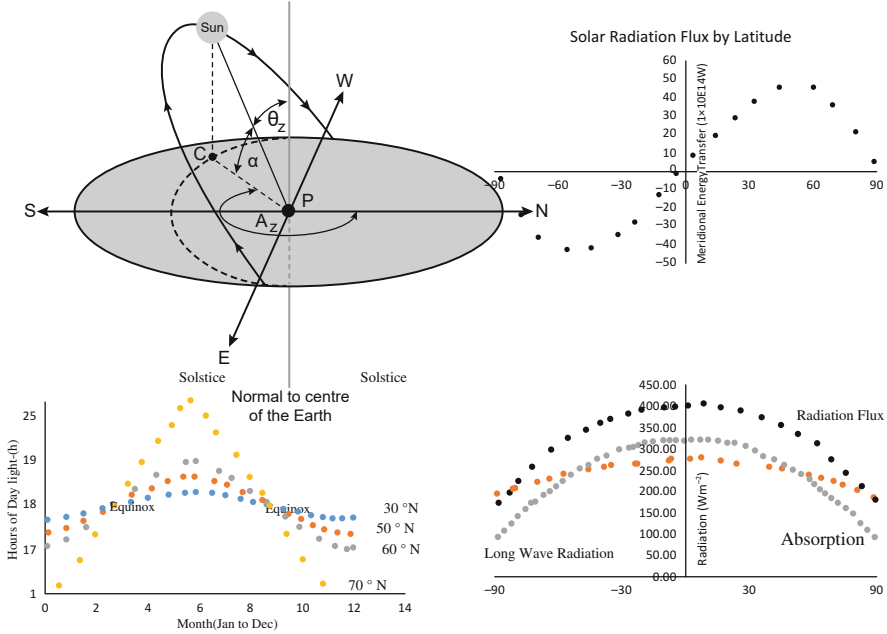 Sun
W
θz
C
α
P
S
Az
N
E
Normal to centre
of the Earth
Solar Radiation Flux by Latitude
Meridional EnergyTransfer (1×10E14W)
60
50
40
30
20
10
0
−10
−20
−30
−40
−50
−90
−60
−30
0
30
60
90
Solstice
Solstice
Hours of Day light-(h)
25
19
18
17
1
Equinox
Equinox
30 °N
50 °N
60 °N
70 ° N
0
2
4
6
8
10
12
14
Month(Jan to Dec)
450.00
400.00
350.00
300.00
250.00
200.00
150.00
100.00
50.00
0.00
Radiation (Wm⁻²)
Radiation Flux
Long Wave Radiation
Absorption
−90
−60
−30
0
30
60
90